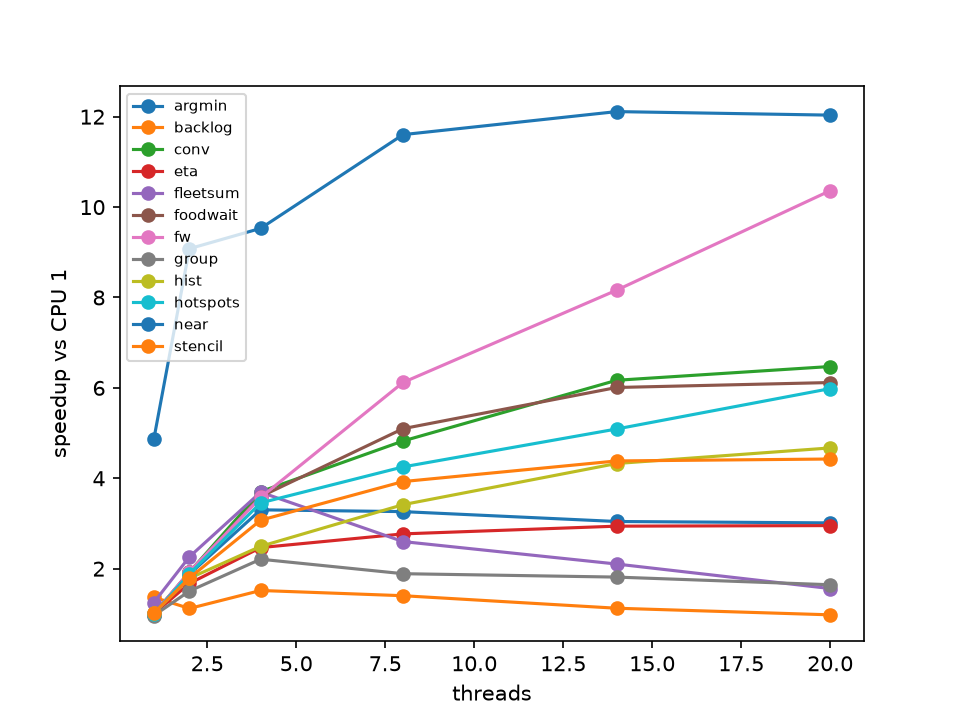 12
10
8
6
4
2
speedup vs CPU 1
argmin
backlog
conv
eta
fleetsum
foodwait
fw
group
hist
hotspots
near
stencil
2.5 5.0 7.5 10.0 12.5 15.0 17.5 20.0
threads